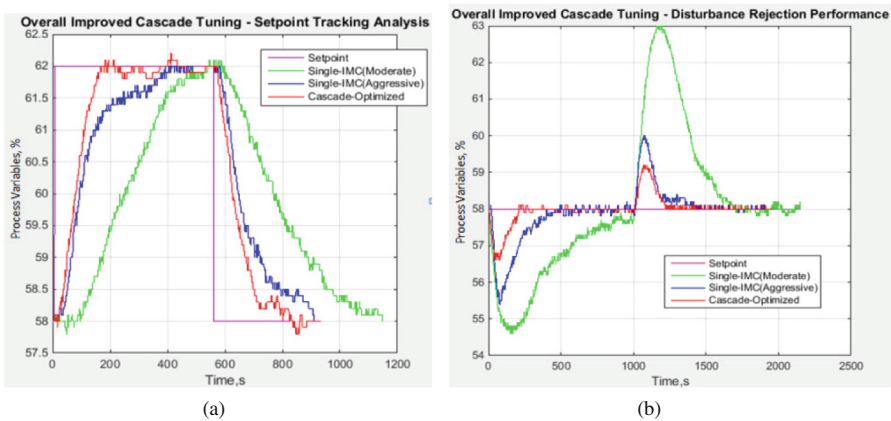 Overall Improved Cascade Tuning - Setpoint Tracking Analysis
62.5
62
61.5
61
60.5
60
59.5
59
58.5
58
57.5
Process Variables, %
Setpoint
Single-IMC(Moderate)
Single-IMC(Aggressive)
Cascade-Optimized
0
200
400
600
800
1000
1200
Time,s
(a)
Overall Improved Cascade Tuning - Disturbance Rejection Performance
63
62
61
60
59
58
57
56
55
54
Process Variables, %
Setpoint
Single-IMC(Moderate)
Single-IMC(Aggressive)
Cascade-Optimized
0
500
1000
1500
2000
2500
Time,s
(b)